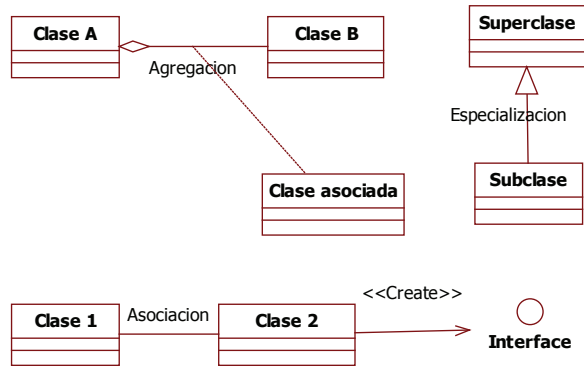 Clase A
Clase B
Superclase
Agregacion
Especializacion
Clase asociada
Subclase
<<Create>>
Clase 1
Asociacion
Clase 2
Interface